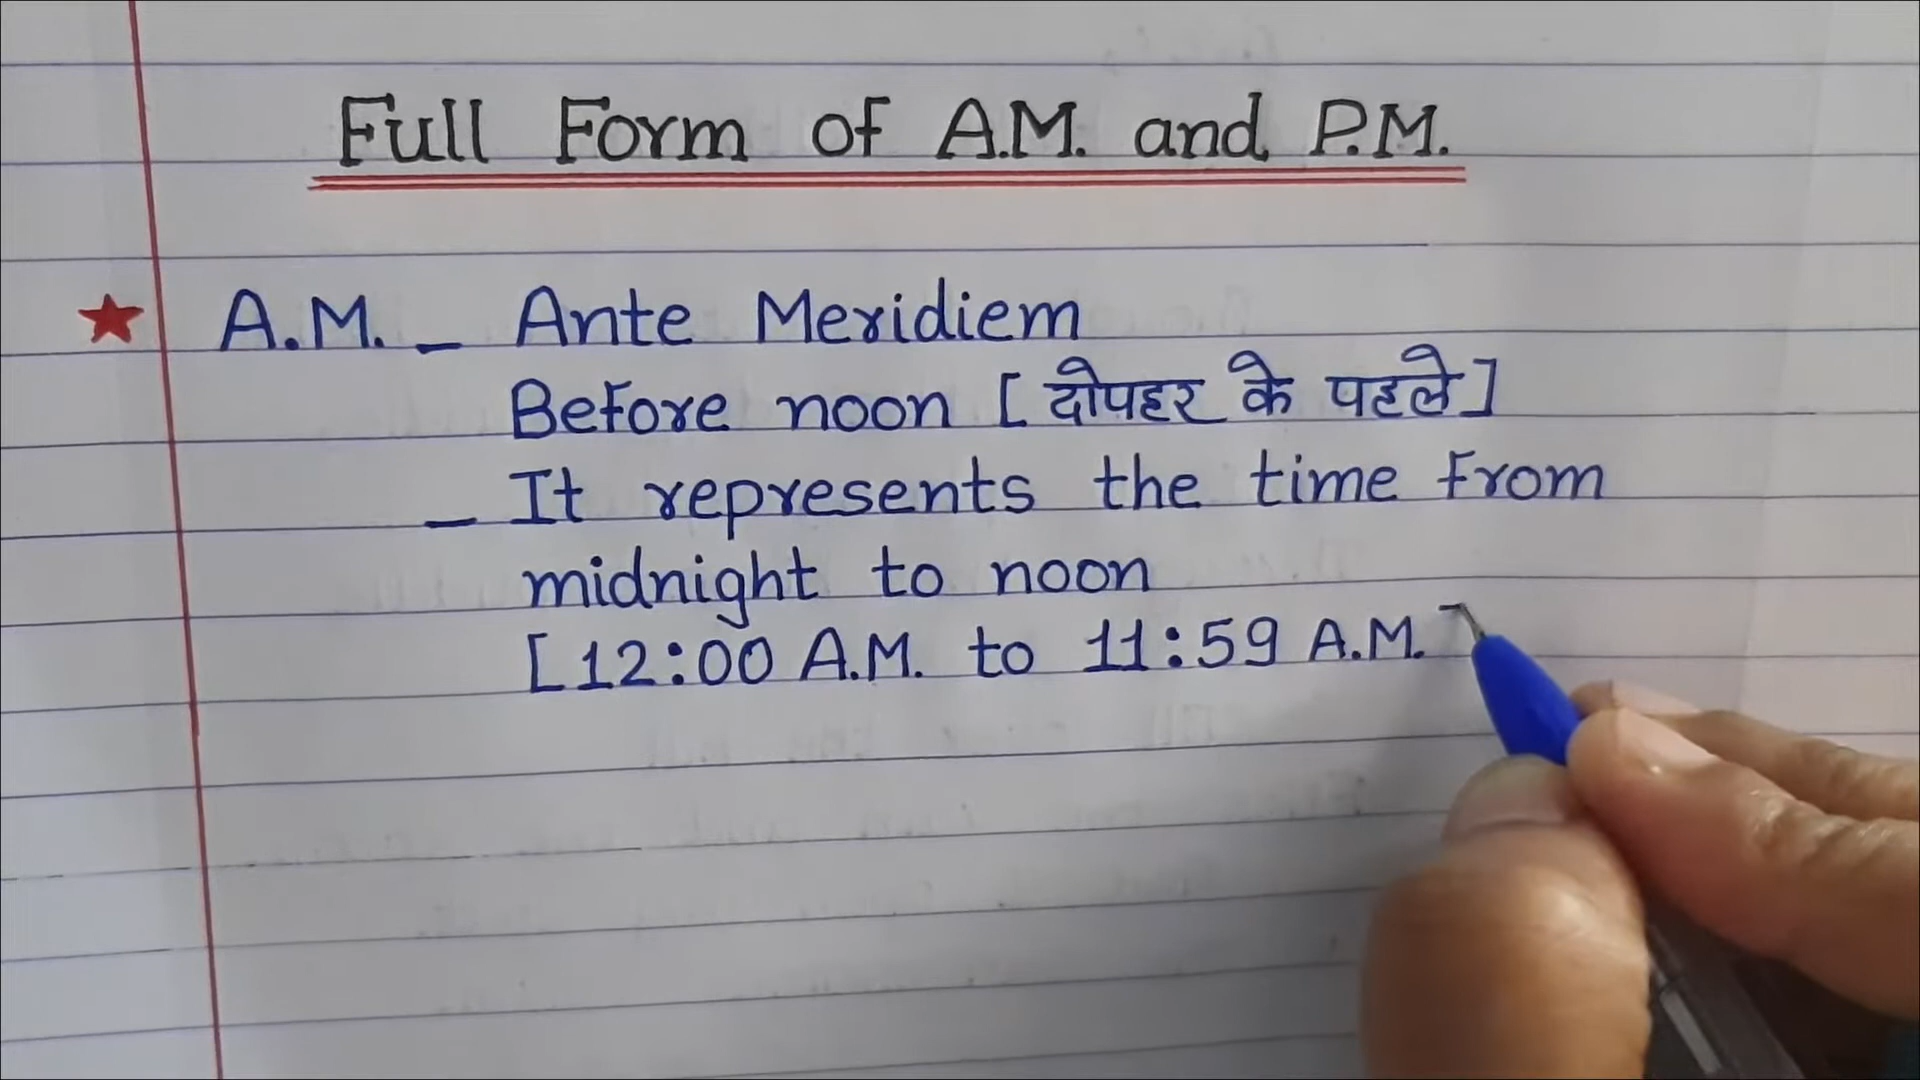 Full Form of A.M. and P.M.
★ A.M. _ Ante Meridiem
Before noon [दोपहर के पहले]
_ It represents the time from
midnight to noon
[12:00 A.M. to 11:59 A.M.